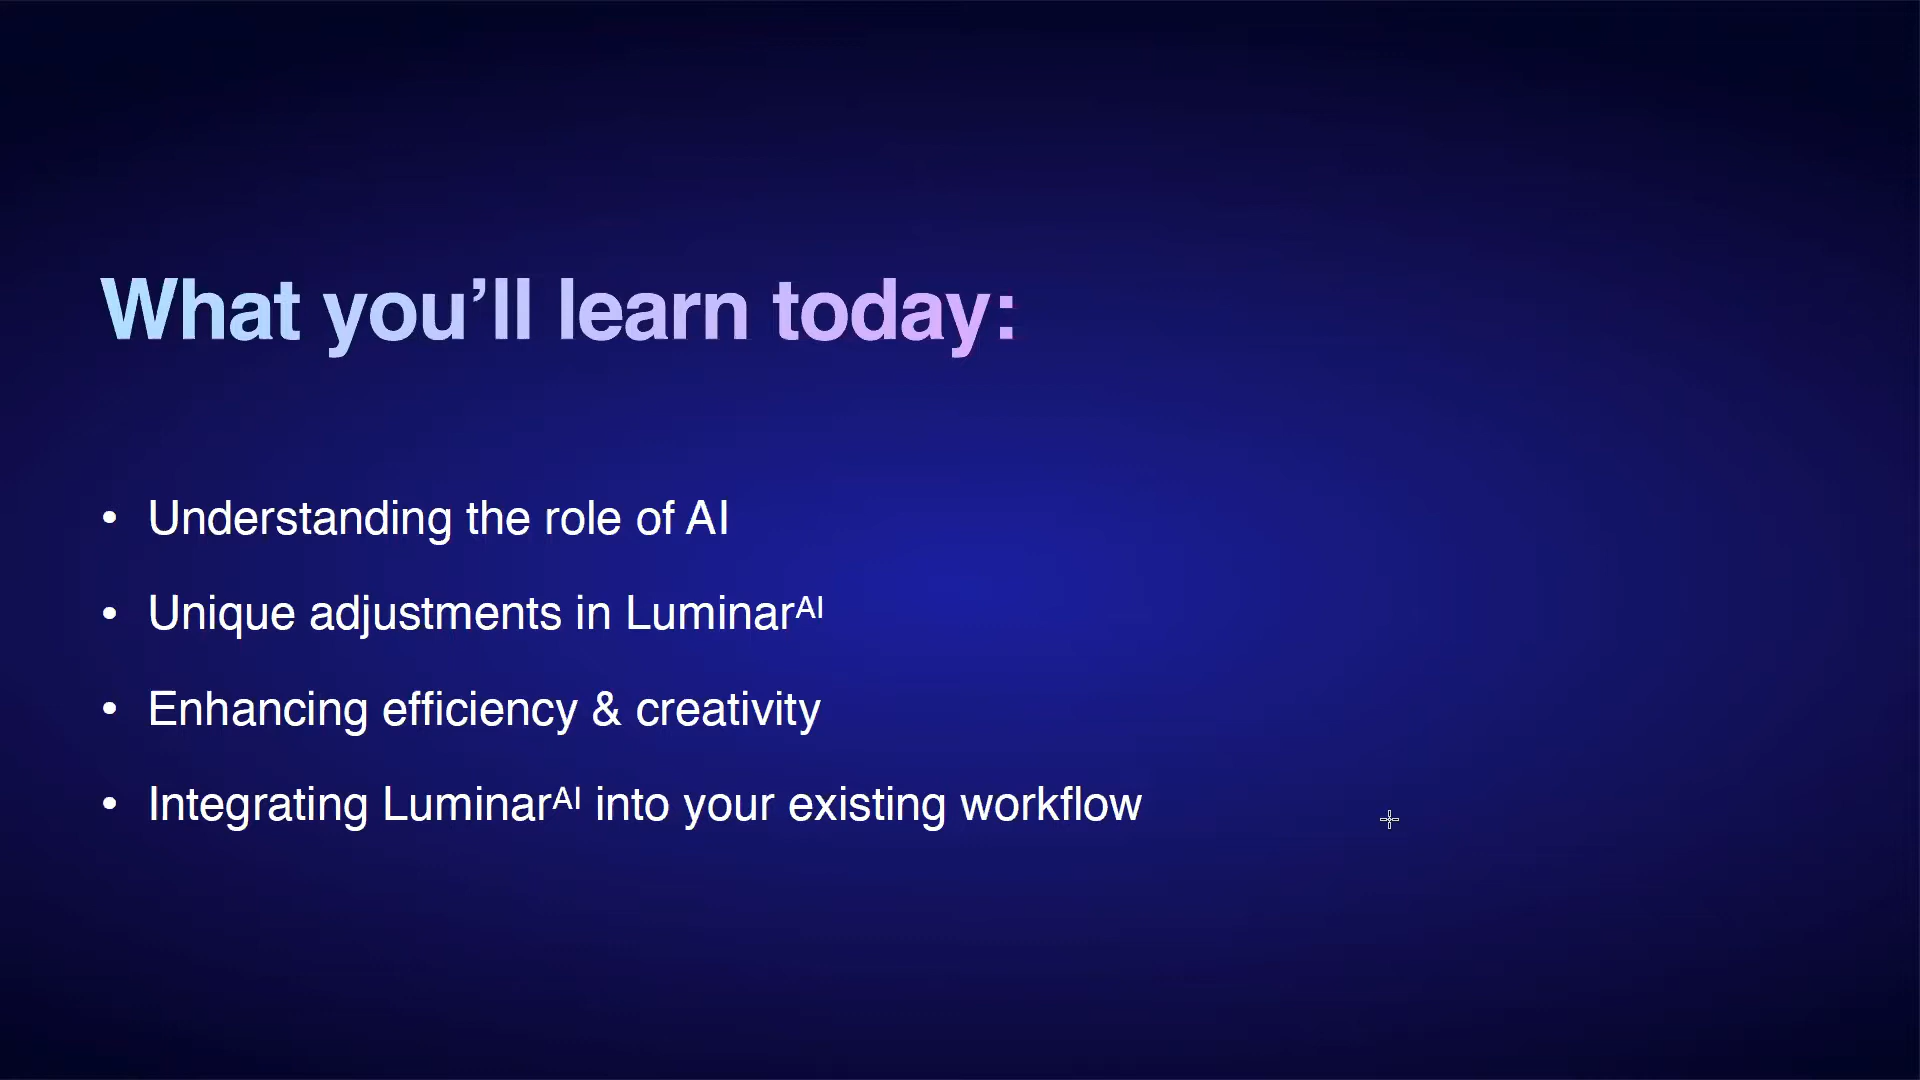 What you’ll learn today:
• Understanding the role of AI
• Unique adjustments in Luminarᴬᴵ
• Enhancing efficiency & creativity
• Integrating Luminarᴬᴵ into your existing workflow